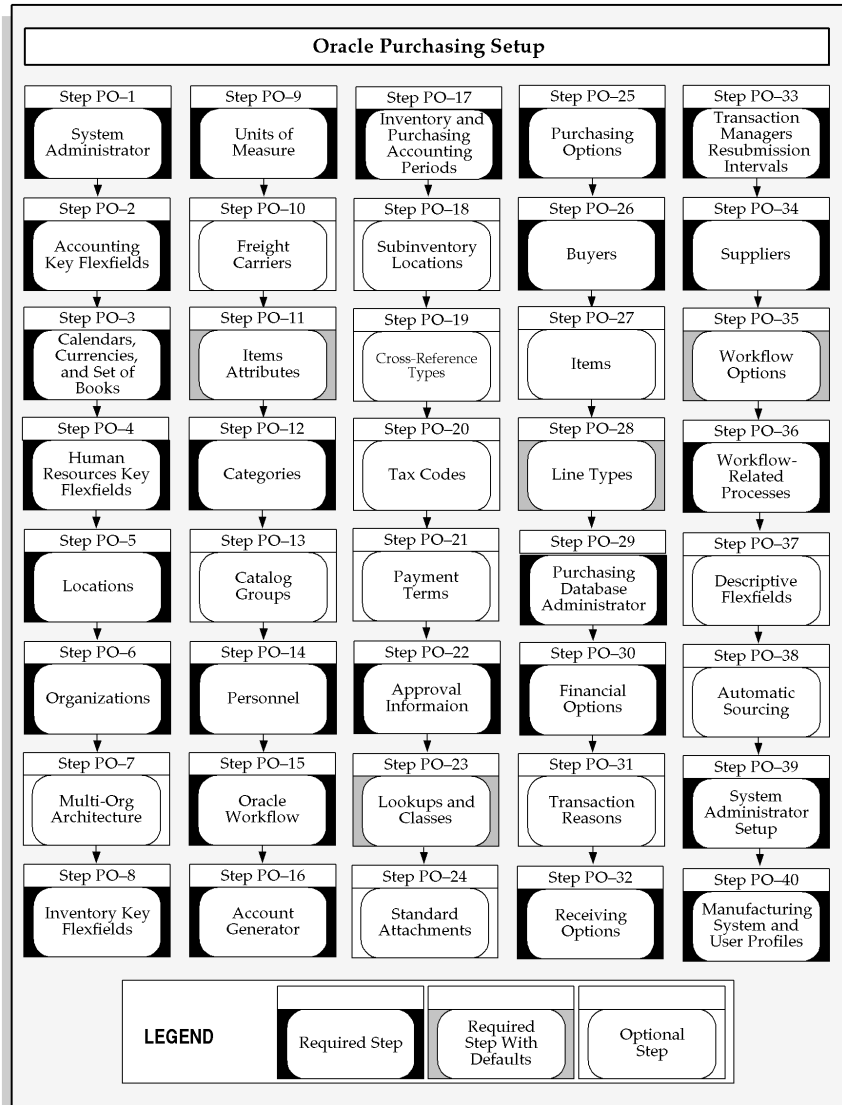 Oracle Purchasing Setup
Step PO–1
System
Administrator
Step PO–2
Accounting
Key Flexfields
Step PO–3
Calendars,
Currencies,
and Set of
Books
Step PO–4
Human
Resources Key
Flexfields
Step PO–5
Locations
Step PO–6
Organizations
Step PO–7
Multi-Org
Architecture
Step PO–8
Inventory Key
Flexfields
Step PO–9
Units of
Measure
Step PO–10
Freight
Carriers
Step PO–11
Items
Attributes
Step PO–12
Categories
Step PO–13
Catalog
Groups
Step PO–14
Personnel
Step PO–15
Oracle
Workflow
Step PO–16
Account
Generator
Step PO–17
Inventory and
Purchasing
Accounting
Periods
Step PO–18
Subinventory
Locations
Step PO–19
Cross-Reference
Types
Step PO–20
Tax Codes
Step PO–21
Payment
Terms
Step PO–22
Approval
Informaion
Step PO–23
Lookups and
Classes
Step PO–24
Standard
Attachments
Step PO–25
Purchasing
Options
Step PO–26
Buyers
Step PO–27
Items
Step PO–28
Line Types
Step PO–29
Purchasing
Database
Administrator
Step PO–30
Financial
Options
Step PO–31
Transaction
Reasons
Step PO–32
Receiving
Options
Step PO–33
Transaction
Managers
Resubmission
Intervals
Step PO–34
Suppliers
Step PO–35
Workflow
Options
Step PO–36
Workflow-
Related
Processes
Step PO–37
Descriptive
Flexfields
Step PO–38
Automatic
Sourcing
Step PO–39
System
Administrator
Setup
Step PO–40
Manufacturing
System and
User Profiles
LEGEND
Required Step
Required
Step With
Defaults
Optional
Step